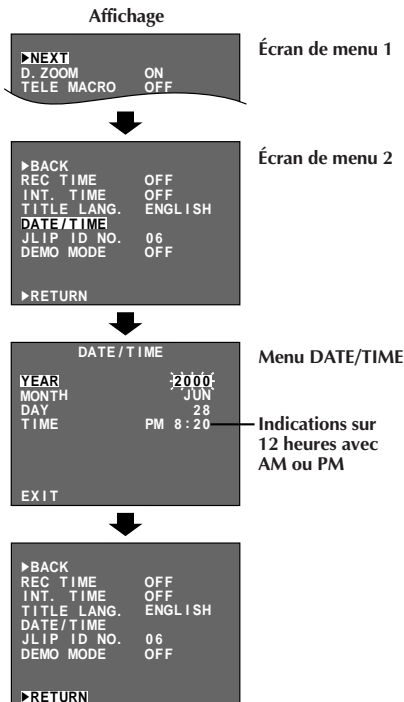 Affichage
►NEXT
D. ZOOM ON
TELE MACRO OFF
Écran de menu 1
►BACK
REC TIME OFF
INT. TIME OFF
TITLE LANG. ENGLISH
DATE/TIME
JLIP ID NO. 06
DEMO MODE OFF
►RETURN
Écran de menu 2
DATE/TIME
YEAR 2000
MONTH JUN
DAY 28
TIME PM 8:20
EXIT
Menu DATE/TIME
Indications sur
12 heures avec
AM ou PM
►BACK
REC TIME OFF
INT. TIME OFF
TITLE LANG. ENGLISH
DATE/TIME
JLIP ID NO. 06
DEMO MODE OFF
►RETURN